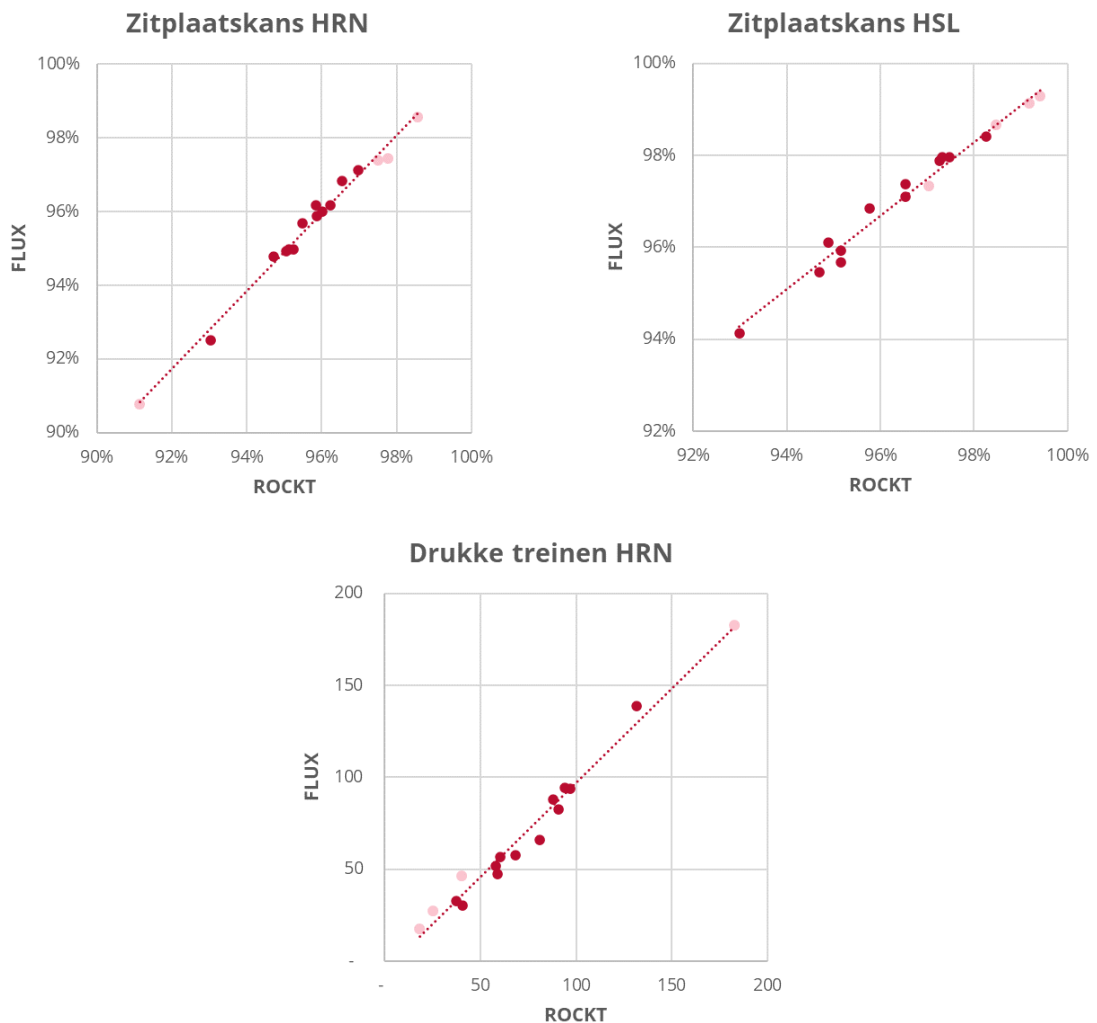 Zitplaatskans HRN
100%
98%
96%
94%
92%
90%
FLUX
90% 92% 94% 96% 98% 100%
ROCKT
Zitplaatskans HSL
100%
98%
96%
94%
92%
FLUX
92% 94% 96% 98% 100%
ROCKT
Drukke treinen HRN
200
150
100
50
-
FLUX
- 50 100 150 200
ROCKT